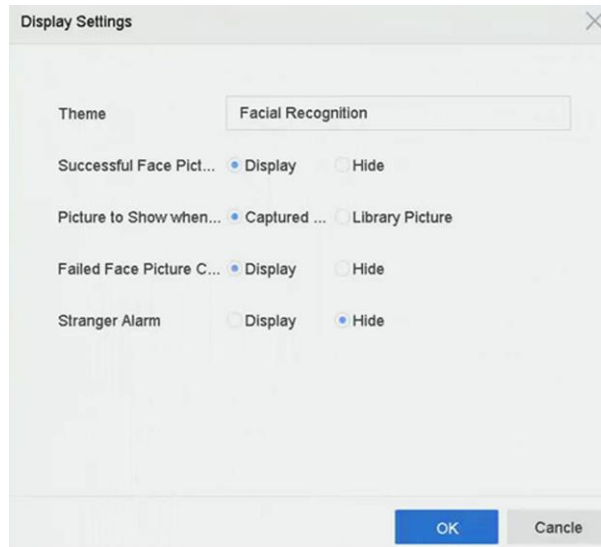 Display Settings
Theme Facial Recognition
Successful Face Pict... Display Hide
Picture to Show when... Captured ... Library Picture
Failed Face Picture C... Display Hide
Stranger Alarm Display Hide
OK Cancle